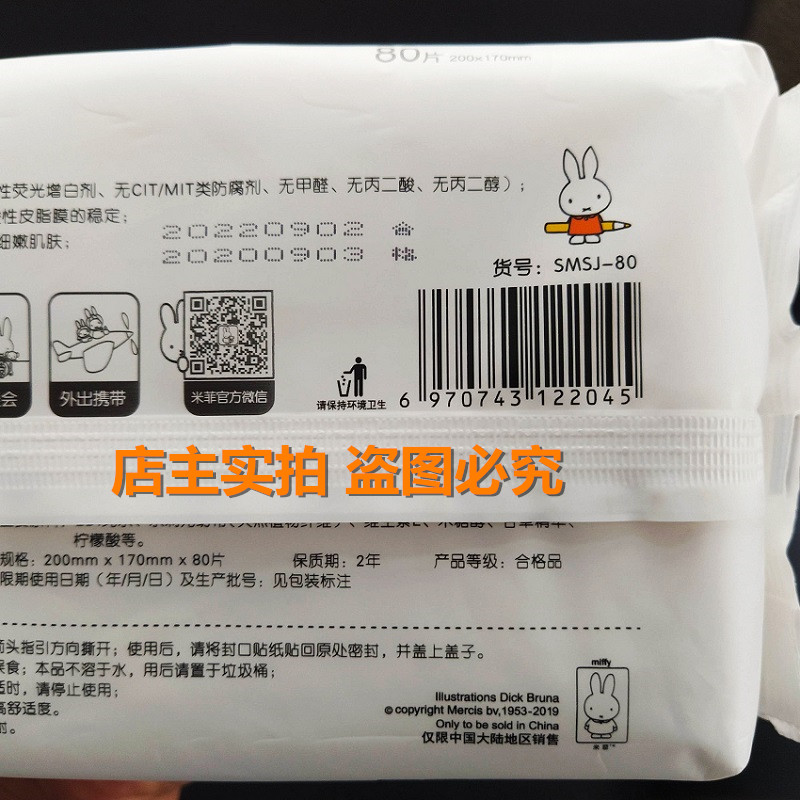 80片 200x170mm
性荧光增白剂、无CIT/MIT类防腐剂、无甲醛、无丙二酸、无丙二醇）;
性皮脂膜的稳定;
细嫩肌肤;
20220902 合
20200903 格
货号: SMSJ-80
会
外出携带
米菲官方微信
请保持环境卫生
6 970743 122045
店主实拍 盗图必究
柠檬酸等。
规格: 200mm x 170mm x 80片 保质期: 2年 产品等级: 合格品
限期使用日期（年/月/日）及生产批号: 见包装标注
箭头指引方向撕开; 使用后, 请将封口贴纸贴回原处密封, 并盖上盖子。
误食; 本品不溶于水, 用后请置于垃圾桶;
适时, 请停止使用;
高舒适度。
miffy
Illustrations Dick Bruna
© copyright Mercis bv,1953-2019
Only to be sold in China
仅限中国大陆地区销售
米菲™